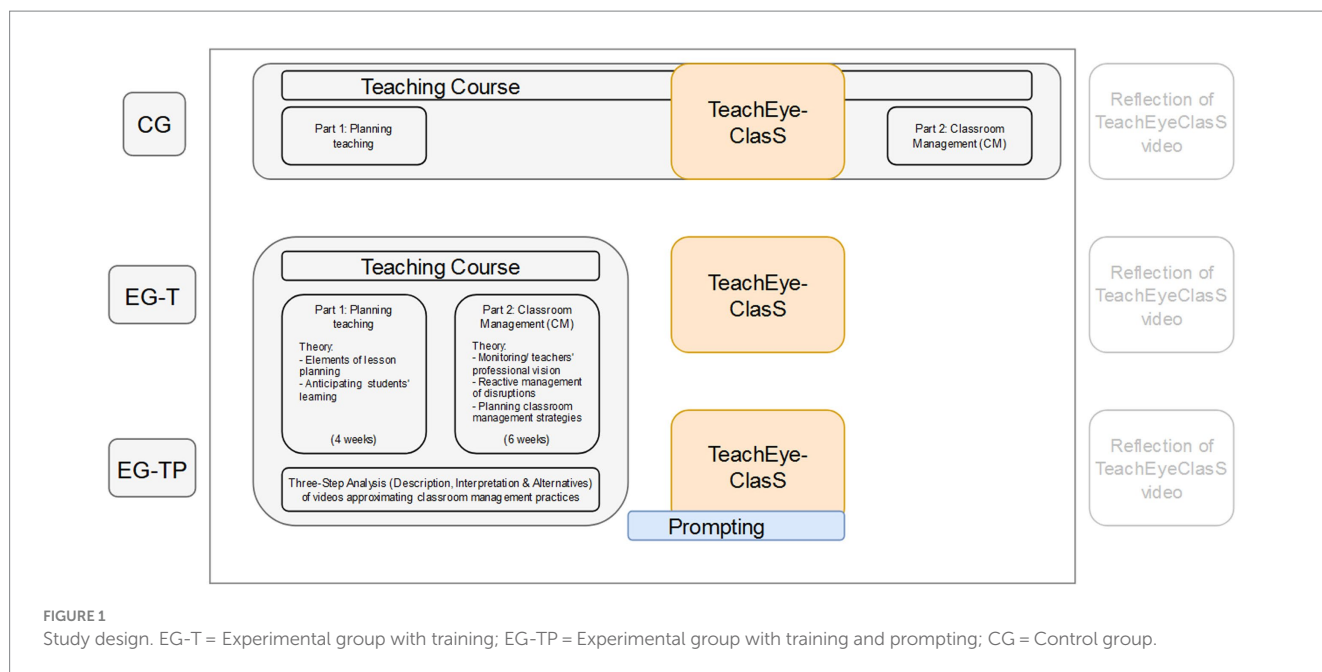 CG
Teaching Course
Part 1: Planning
teaching
TeachEye-
ClasS
Part 2: Classroom
Management (CM)
Reflection of
TeachEyeClasS
video
EG-T
EG-TP
Teaching Course
Part 1: Planning
teaching
Theory:
- Elements of lesson
planning
- Anticipating students'
learning
(4 weeks)
Part 2: Classroom
Management (CM)
Theory:
- Monitoring/ teachers'
professional vision
- Reactive management
of disruptions
- Planning classroom
management strategies
(6 weeks)
Three-Step Analysis (Description, Interpretation & Alternatives)
of videos approximating classroom management practices
TeachEye-
ClasS
Reflection of
TeachEyeClasS
video
TeachEye-
ClasS
Prompting
Reflection of
TeachEyeClasS
video
FIGURE 1
Study design. EG-T = Experimental group with training; EG-TP = Experimental group with training and prompting; CG = Control group.